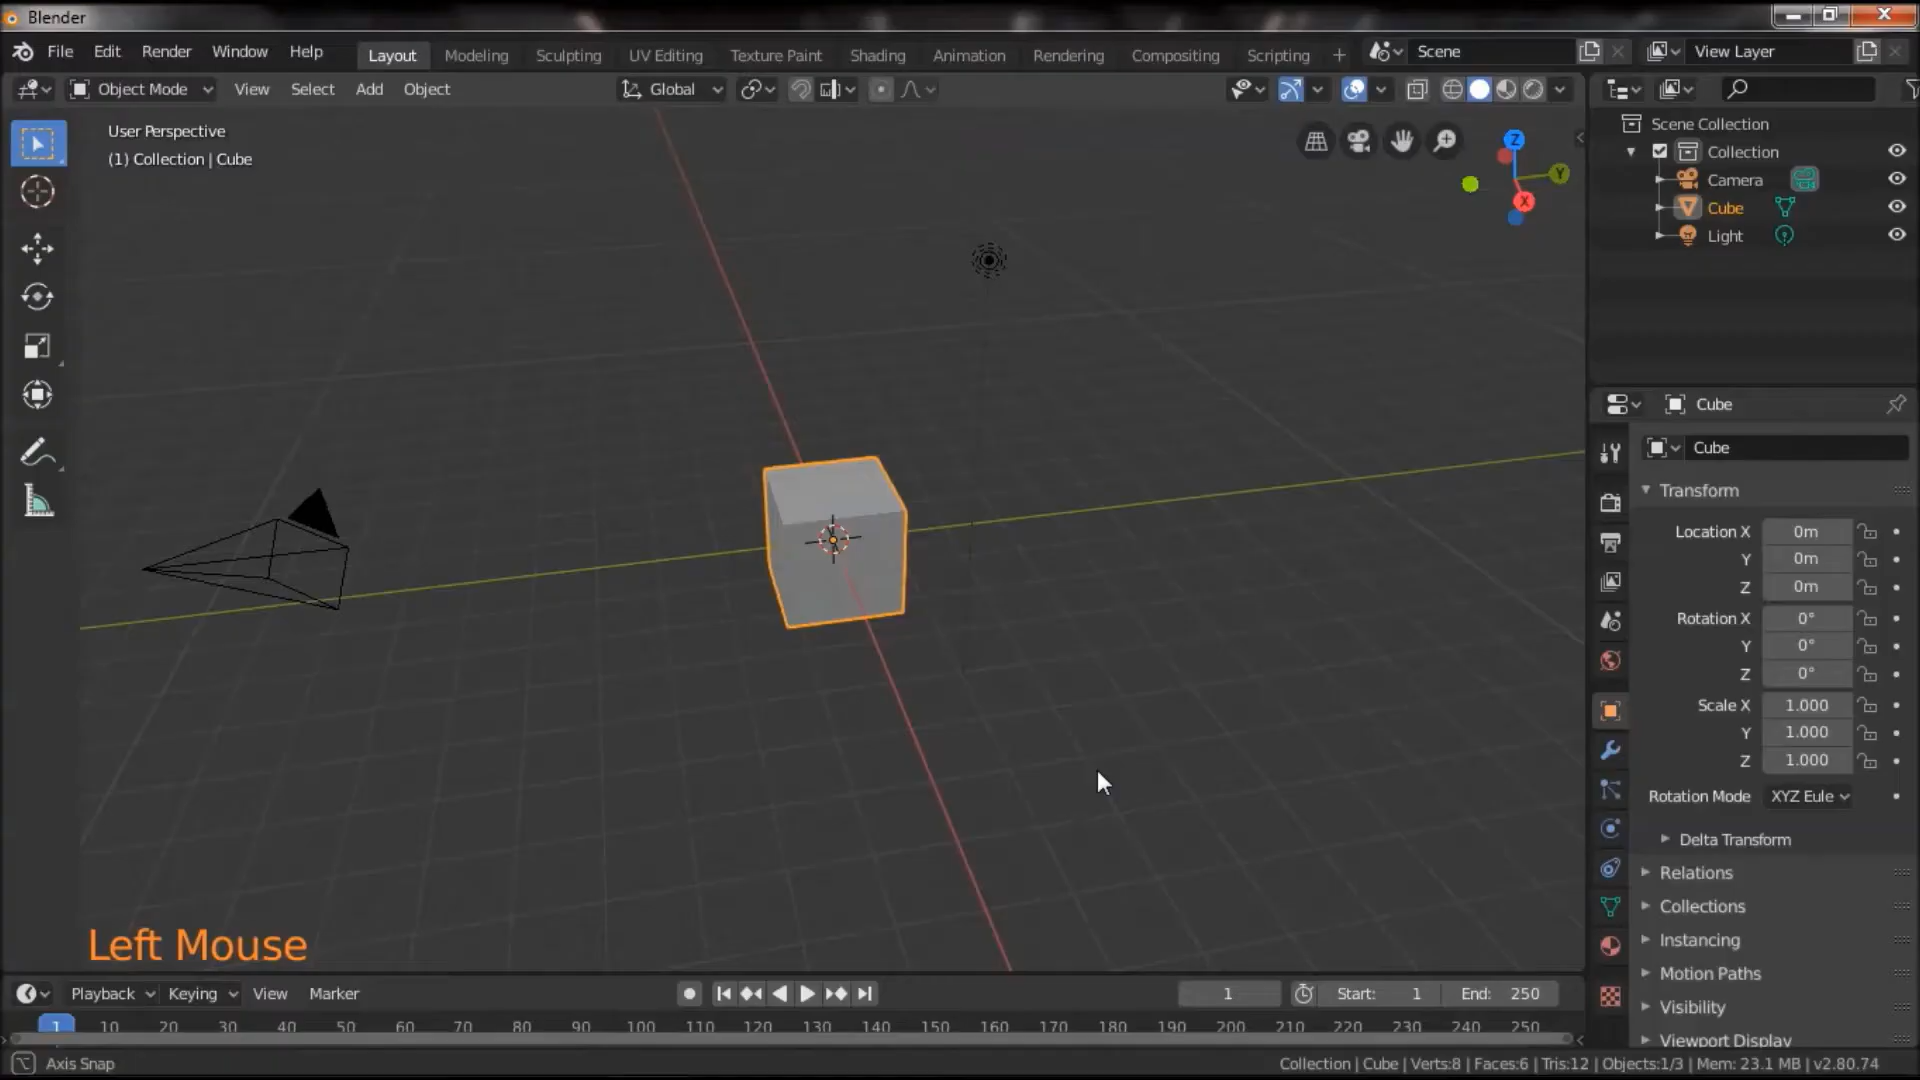 Blender
File Edit Render Window Help Layout Modeling Sculpting UV Editing Texture Paint Shading Animation Rendering Compositing Scripting + Scene View Layer
Object Mode View Select Add Object Global
User Perspective
(1) Collection | Cube
Z
Y
X
Scene Collection
Collection
Camera
Cube
Light
Cube
Cube
Transform
Location X 0m
Y 0m
Z 0m
Rotation X 0°
Y 0°
Z 0°
Scale X 1.000
Y 1.000
Z 1.000
Rotation Mode XYZ Eule
Delta Transform
Relations
Collections
Instancing
Motion Paths
Visibility
Viewport Display
Left Mouse
Playback Keying View Marker 1 Start: 1 End: 250
1 10 20 30 40 50 60 70 80 90 100 110 120 130 140 150 160 170 180 190 200 210 220 230 240 250
Axis Snap Collection | Cube | Verts:8 | Faces:6 | Tris:12 | Objects:1/3 | Mem: 23.1 MB | v2.80.74